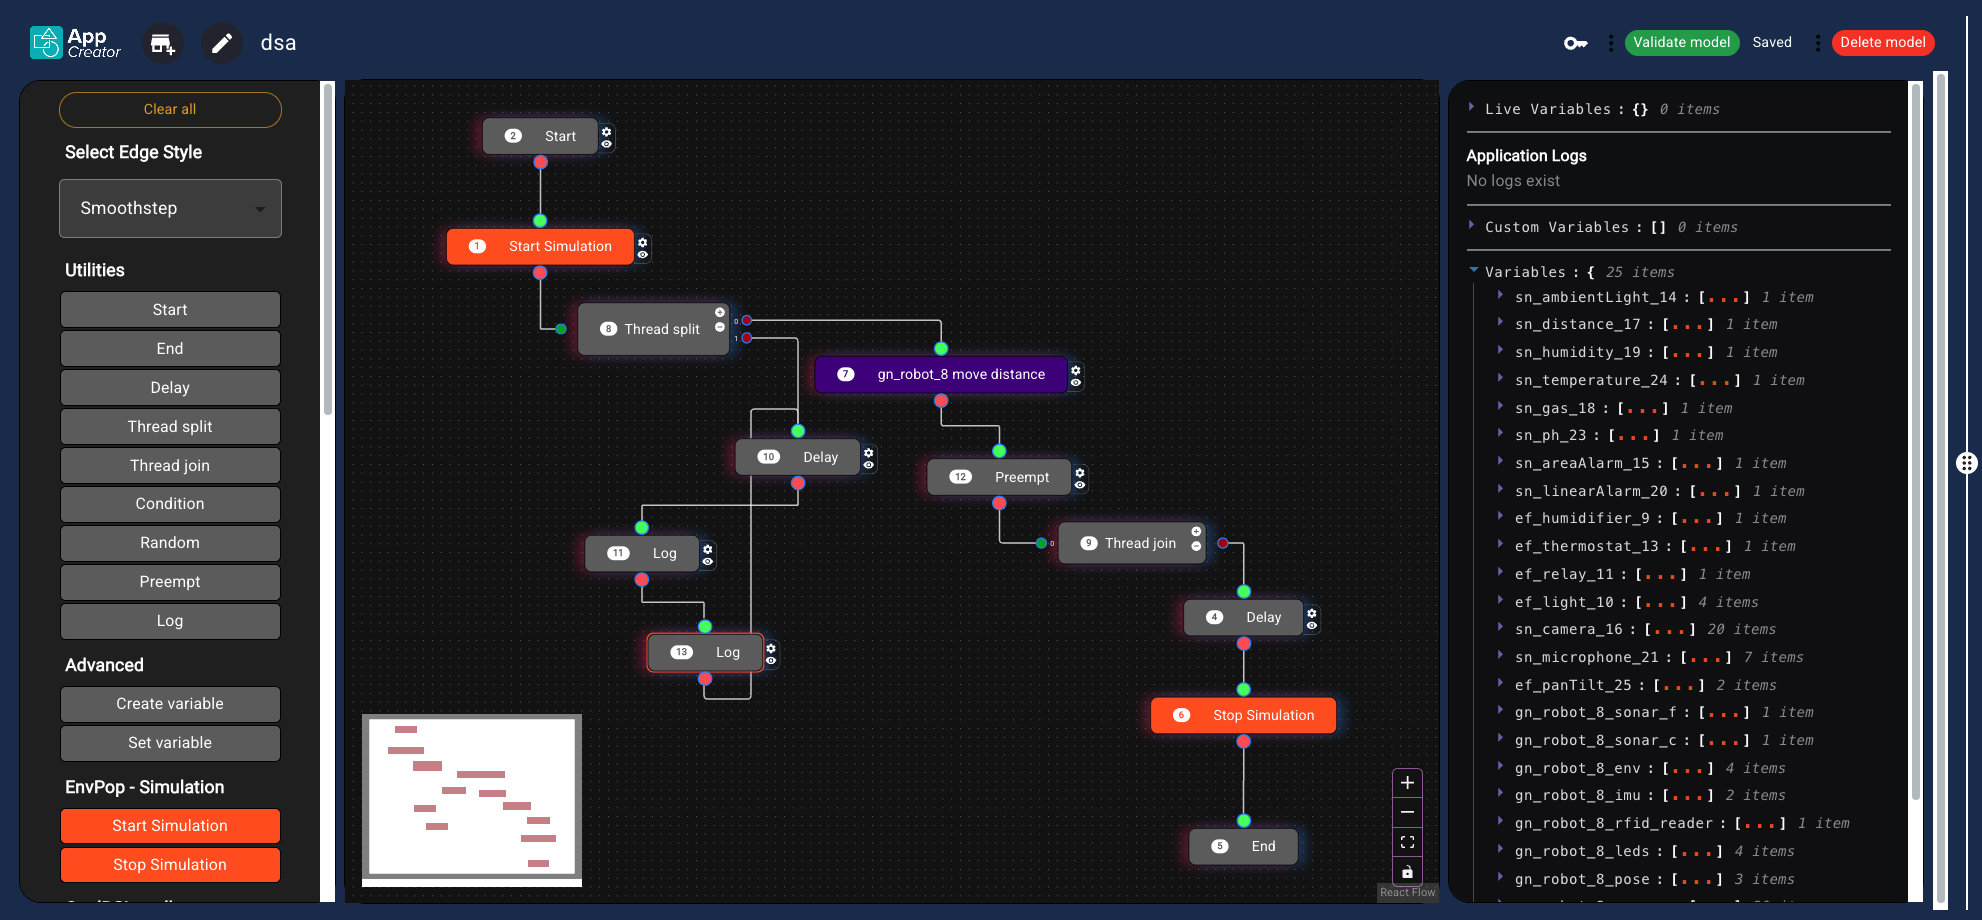 App
Creator
dsa
Validate model
Saved
Delete model
Clear all
Select Edge Style
Smoothstep
Utilities
Start
End
Delay
Thread split
Thread join
Condition
Random
Preempt
Log
Advanced
Create variable
Set variable
EnvPop - Simulation
Start Simulation
Stop Simulation
2 Start
1 Start Simulation
8 Thread split
0
1
7 gn_robot_8 move distance
10 Delay
12 Preempt
11 Log
0
9 Thread join
13 Log
4 Delay
6 Stop Simulation
5 End
React Flow
Live Variables : {} 0 items
Application Logs
No logs exist
Custom Variables : [] 0 items
Variables : { 25 items
sn_ambientLight_14 : [...] 1 item
sn_distance_17 : [...] 1 item
sn_humidity_19 : [...] 1 item
sn_temperature_24 : [...] 1 item
sn_gas_18 : [...] 1 item
sn_ph_23 : [...] 1 item
sn_areaAlarm_15 : [...] 1 item
sn_linearAlarm_20 : [...] 1 item
ef_humidifier_9 : [...] 1 item
ef_thermostat_13 : [...] 1 item
ef_relay_11 : [...] 1 item
ef_light_10 : [...] 4 items
sn_camera_16 : [...] 20 items
sn_microphone_21 : [...] 7 items
ef_panTilt_25 : [...] 2 items
gn_robot_8_sonar_f : [...] 1 item
gn_robot_8_sonar_c : [...] 1 item
gn_robot_8_env : [...] 4 items
gn_robot_8_imu : [...] 2 items
gn_robot_8_rfid_reader : [...] 1 item
gn_robot_8_leds : [...] 4 items
gn_robot_8_pose : [...] 3 items